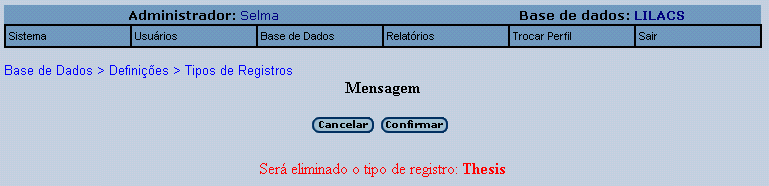 Administrador: Selma Base de dados: LILACS
Sistema Usuários Base de Dados Relatórios Trocar Perfil Sair
Base de Dados > Definições > Tipos de Registros
Mensagem
Cancelar Confirmar
Será eliminado o tipo de registro: Thesis